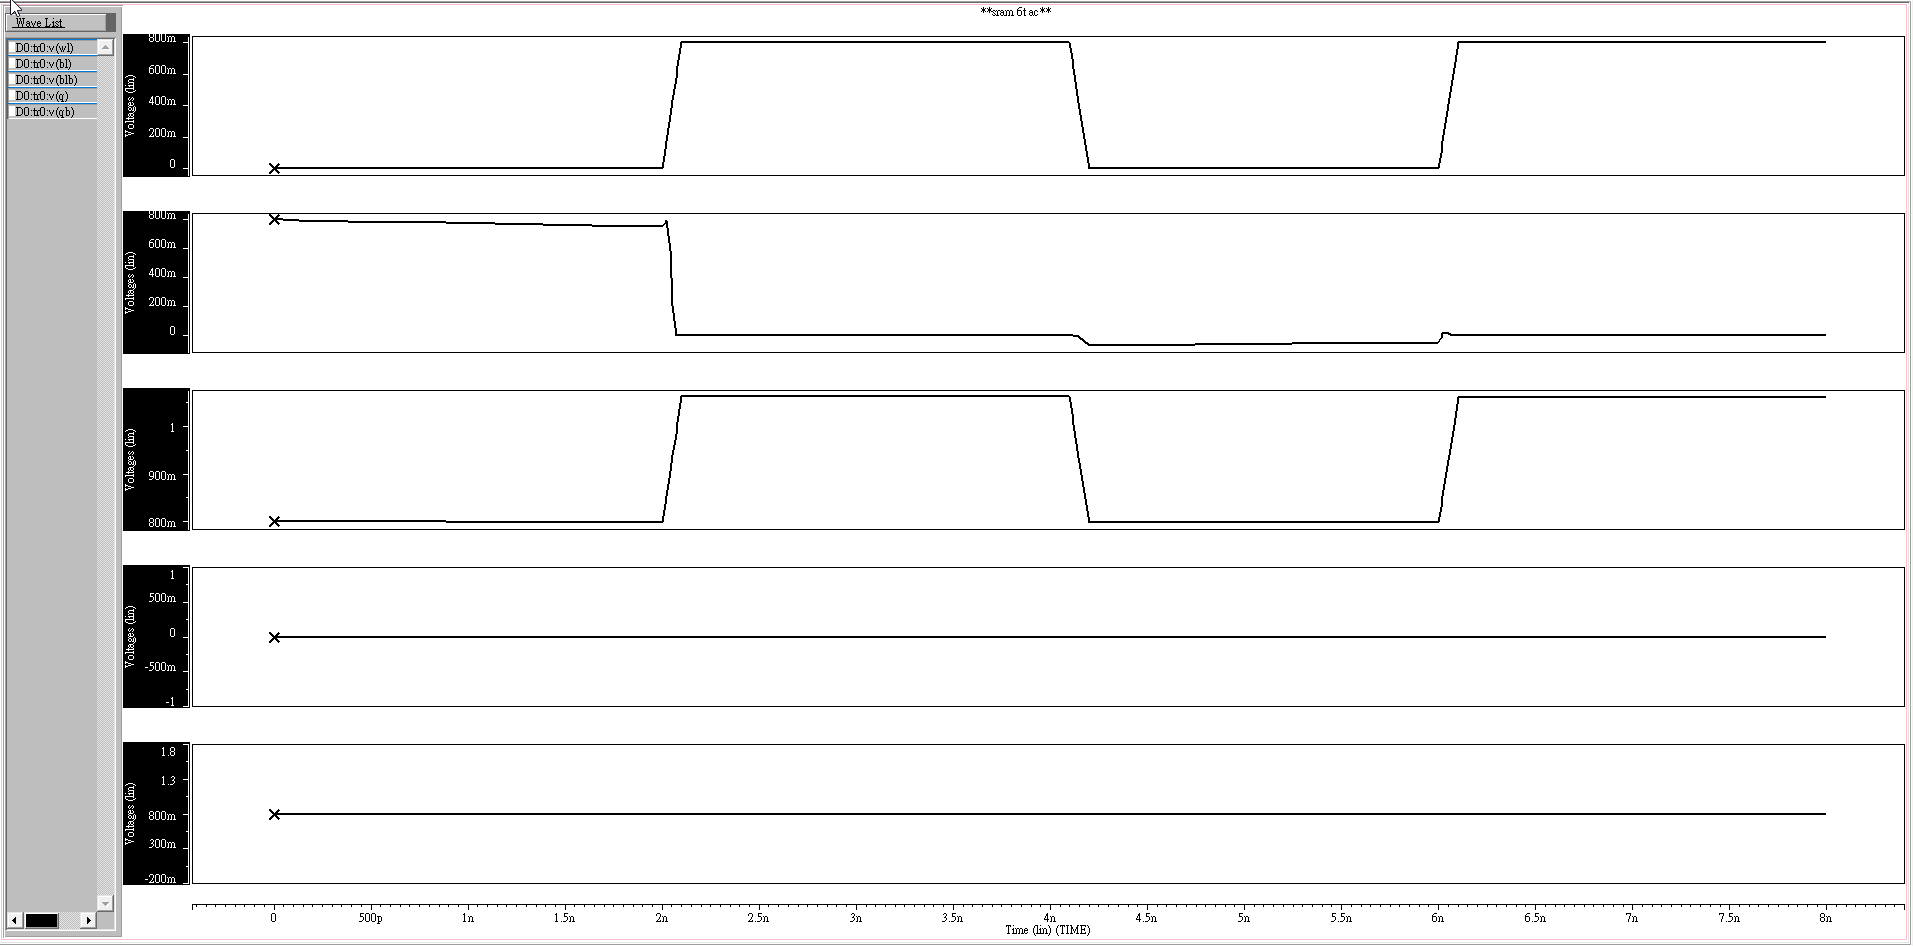 **sram 6t ac**
Wave List
D0:tr0:v(wl)
D0:tr0:v(bl)
D0:tr0:v(blb)
D0:tr0:v(q)
D0:tr0:v(qb)
Voltages (lin)
800m
600m
400m
200m
0
Voltages (lin)
800m
600m
400m
200m
0
Voltages (lin)
1
900m
800m
Voltages (lin)
1
500m
0
-500m
-1
Voltages (lin)
1.8
1.3
800m
300m
-200m
0 500p 1n 1.5n 2n 2.5n 3n 3.5n 4n 4.5n 5n 5.5n 6n 6.5n 7n 7.5n 8n
Time (lin) (TIME)